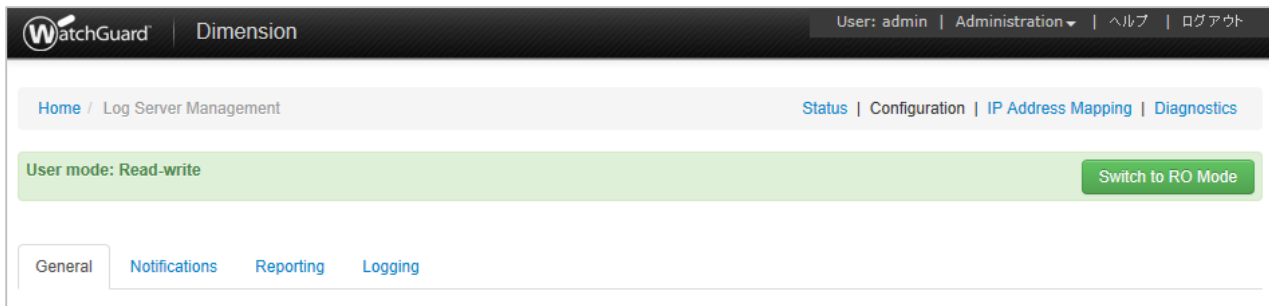 WatchGuard Dimension User: admin | Administration | ヘルプ | ログアウト
Home / Log Server Management Status | Configuration | IP Address Mapping | Diagnostics
User mode: Read-write Switch to RO Mode
General Notifications Reporting Logging